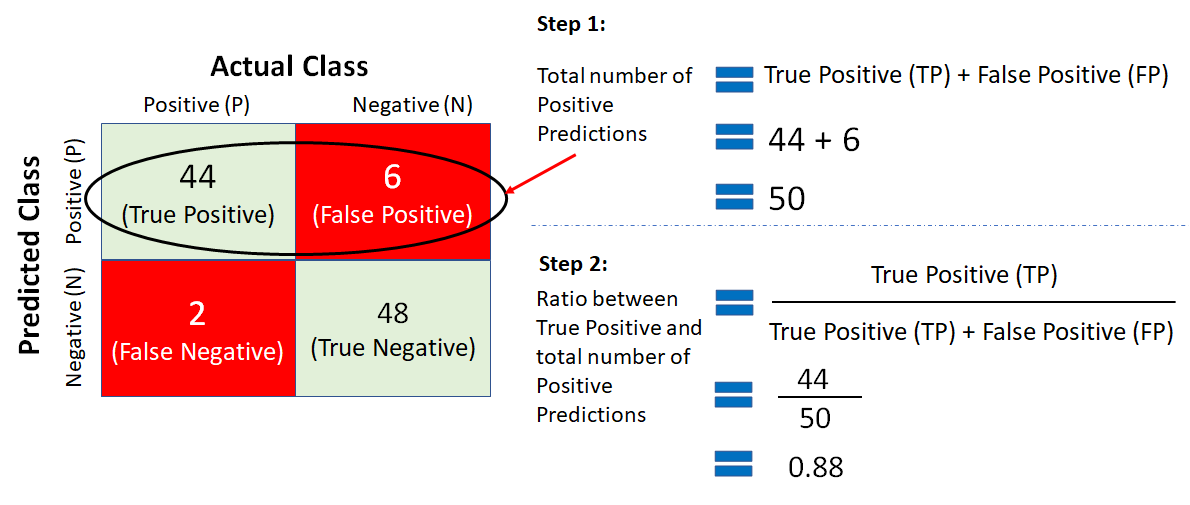 Actual Class
Positive (P)
Negative (N)
Predicted Class
Positive (P)
Negative (N)
44
(True Positive)
6
(False Positive)
2
(False Negative)
48
(True Negative)
Step 1:
Total number of
Positive
Predictions
True Positive (TP) + False Positive (FP)
44 + 6
50
Step 2:
Ratio between
True Positive and
total number of
Positive
Predictions
True Positive (TP)
True Positive (TP) + False Positive (FP)
44
50
0.88